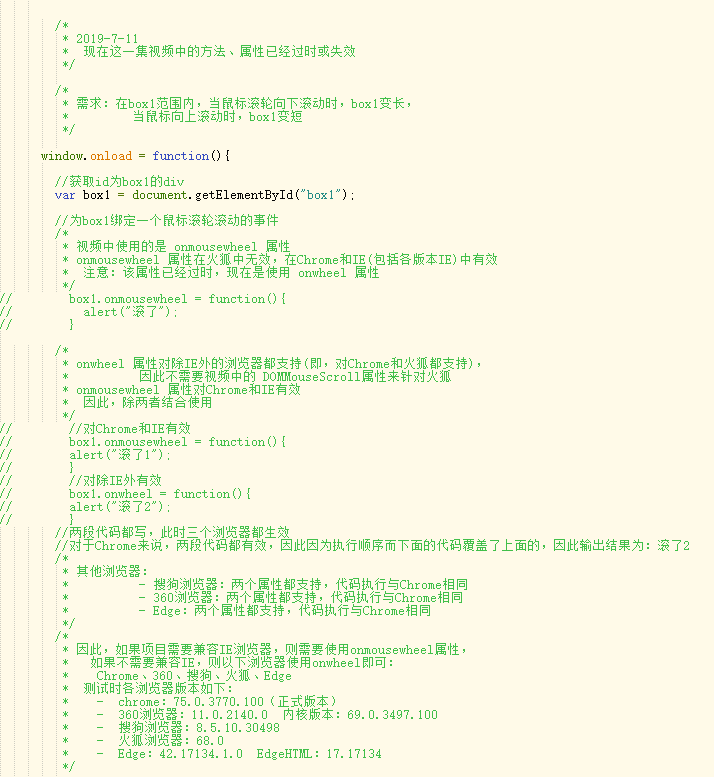 /*
 * 2019-7-11
 *  现在这一集视频中的方法、属性已经过时或失效
 */
/*
 * 需求: 在box1范围内, 当鼠标滚轮向下滚动时, box1变长,
 *         当鼠标向上滚动时, box1变短
 */
window.onload = function(){
//获取id为box1的div
var box1 = document.getElementById("box1");
//为box1绑定一个鼠标滚轮滚动的事件
/*
 * 视频中使用的是 onmousewheel 属性
 * onmousewheel 属性在火狐中无效, 在Chrome和IE(包括各版本IE)中有效
 *  注意: 该属性已经过时, 现在是使用 onwheel 属性
 */
//        box1.onmousewheel = function(){
//          alert("滚了");
//        }
/*
 * onwheel 属性对除IE外的浏览器都支持(即, 对Chrome和火狐都支持),
 *          因此不需要视频中的 DOMMouseScroll属性来针对火狐
 * onmousewheel 属性对Chrome和IE有效
 *  因此, 除两者结合使用
 */
//        //对Chrome和IE有效
//        box1.onmousewheel = function(){
//        alert("滚了1");
//        }
//        //对除IE外有效
//        box1.onwheel = function(){
//        alert("滚了2");
//        }
//两段代码都写, 此时三个浏览器都生效
//对于Chrome来说, 两段代码都有效, 因此因为执行顺序而下面的代码覆盖了上面的, 因此输出结果为: 滚了2
/*
 * 其他浏览器:
 *          - 搜狗浏览器: 两个属性都支持, 代码执行与Chrome相同
 *          - 360浏览器: 两个属性都支持, 代码执行与Chrome相同
 *          - Edge: 两个属性都支持, 代码执行与Chrome相同
 */
/*
 * 因此, 如果项目需要兼容IE浏览器, 则需要使用onmousewheel属性,
 *   如果不需要兼容IE, 则以下浏览器使用onwheel即可:
 *    Chrome、360、搜狗、火狐、Edge
 *  测试时各浏览器版本如下:
 *    -  chrome: 75.0.3770.100 (正式版本)
 *    -  360浏览器: 11.0.2140.0  内核版本: 69.0.3497.100
 *    -  搜狗浏览器: 8.5.10.30498
 *    -  火狐浏览器: 68.0
 *    -  Edge: 42.17134.1.0  EdgeHTML: 17.17134
 */